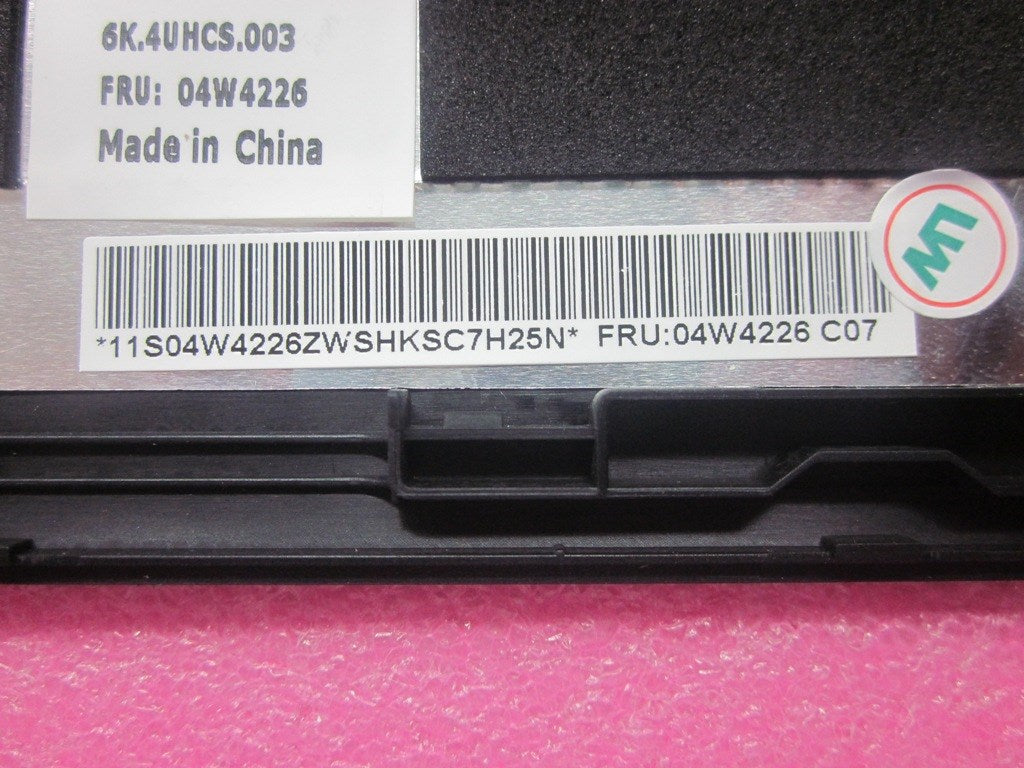 6K.4UHCS.003
FRU: 04W4226
Made in China
*11S04W4226ZWSHKSC7H25N* FRU:04W4226 C07